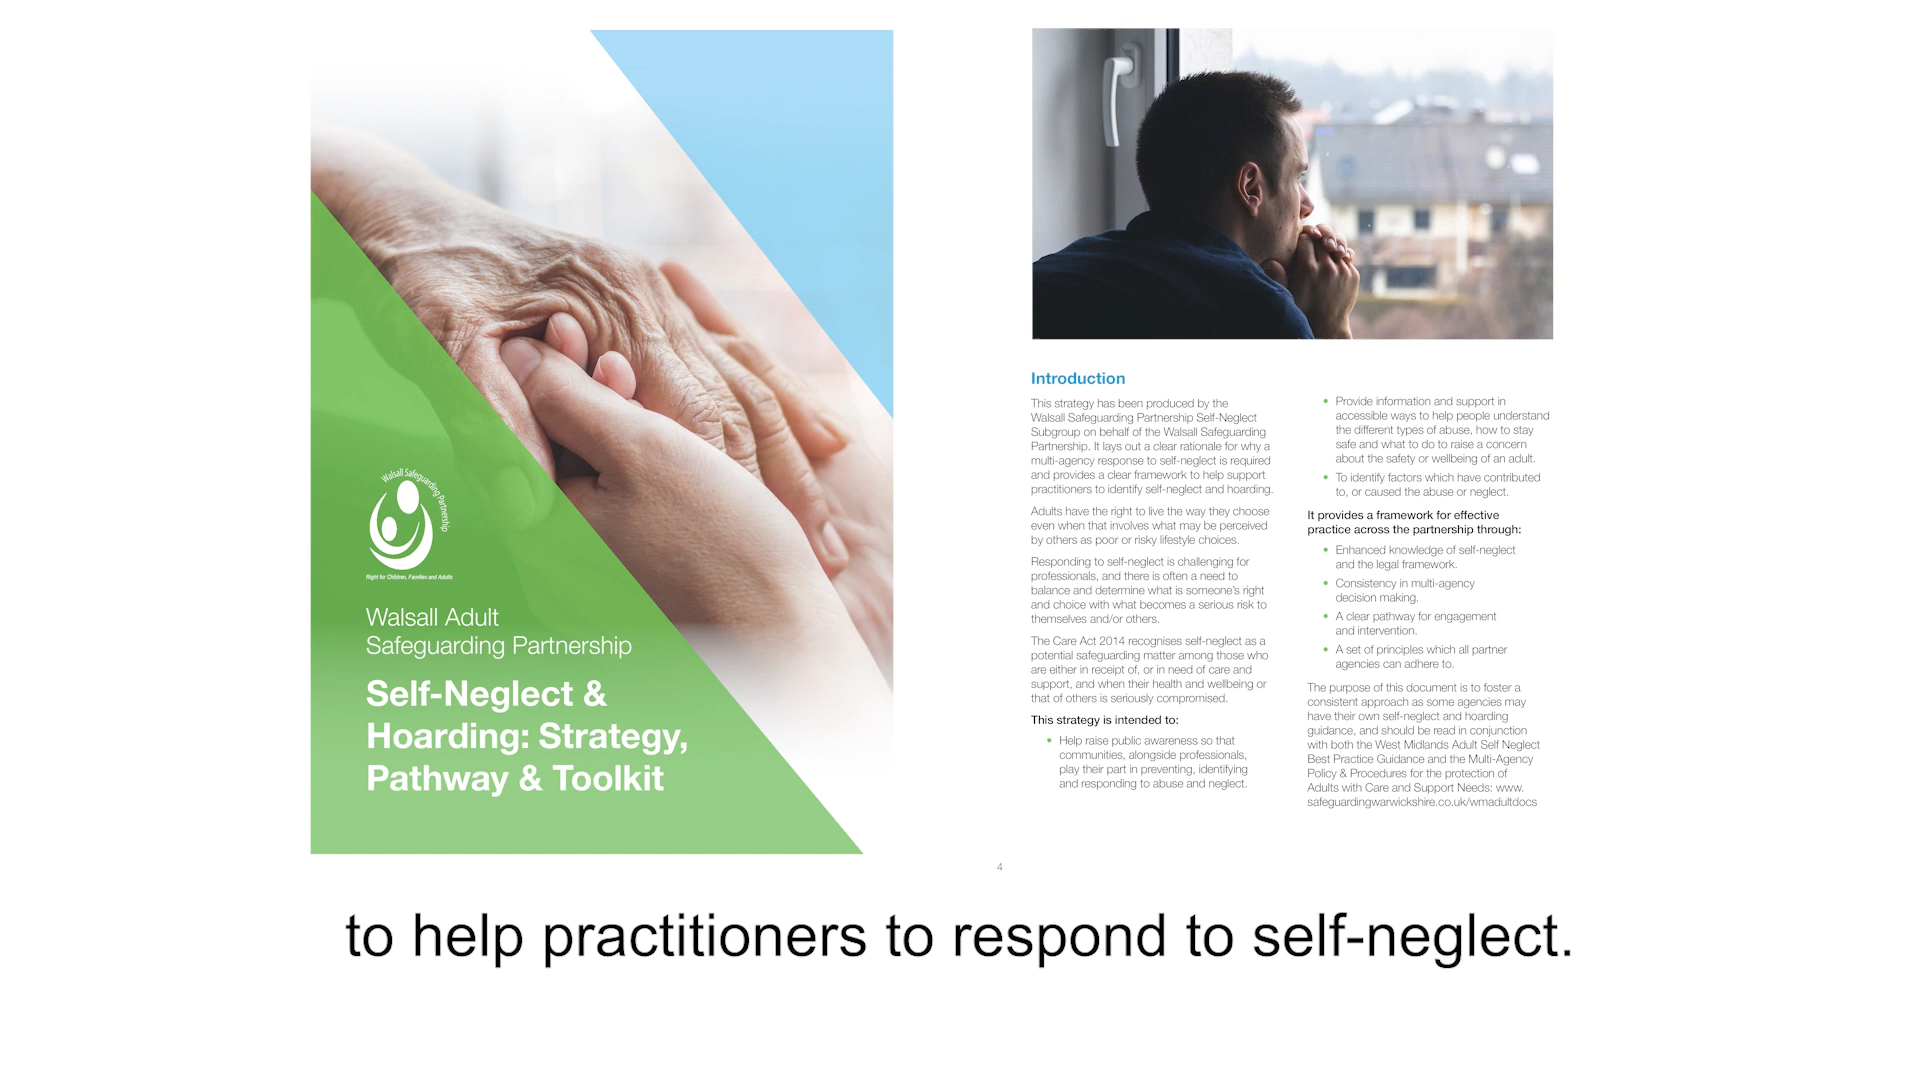 Walsall Safeguarding Partnership
Right for Children, Families and Adults
Walsall Adult
Safeguarding Partnership
Self-Neglect &
Hoarding: Strategy,
Pathway & Toolkit
Introduction
This strategy has been produced by the
Walsall Safeguarding Partnership Self-Neglect
Subgroup on behalf of the Walsall Safeguarding
Partnership. It lays out a clear rationale for why a
multi-agency response to self-neglect is required
and provides a clear framework to help support
practitioners to identify self-neglect and hoarding.
Adults have the right to live the way they choose
even when that involves what may be perceived
by others as poor or risky lifestyle choices.
Responding to self-neglect is challenging for
professionals, and there is often a need to
balance and determine what is someone's right
and choice with what becomes a serious risk to
themselves and/or others.
The Care Act 2014 recognises self-neglect as a
potential safeguarding matter among those who
are either in receipt of, or in need of care and
support, and when their health and wellbeing or
that of others is seriously compromised.
This strategy is intended to:
• Help raise public awareness so that
communities, alongside professionals,
play their part in preventing, identifying
and responding to abuse and neglect.
• Provide information and support in
accessible ways to help people understand
the different types of abuse, how to stay
safe and what to do to raise a concern
about the safety or wellbeing of an adult.
• To identify factors which have contributed
to, or caused the abuse or neglect.
It provides a framework for effective
practice across the partnership through:
• Enhanced knowledge of self-neglect
and the legal framework.
• Consistency in multi-agency
decision making.
• A clear pathway for engagement
and intervention.
• A set of principles which all partner
agencies can adhere to.
The purpose of this document is to foster a
consistent approach as some agencies may
have their own self-neglect and hoarding
guidance, and should be read in conjunction
with both the West Midlands Adult Self Neglect
Best Practice Guidance and the Multi-Agency
Policy & Procedures for the protection of
Adults with Care and Support Needs: www.
safeguardingwarwickshire.co.uk/wmadultdocs
4
to help practitioners to respond to self-neglect.